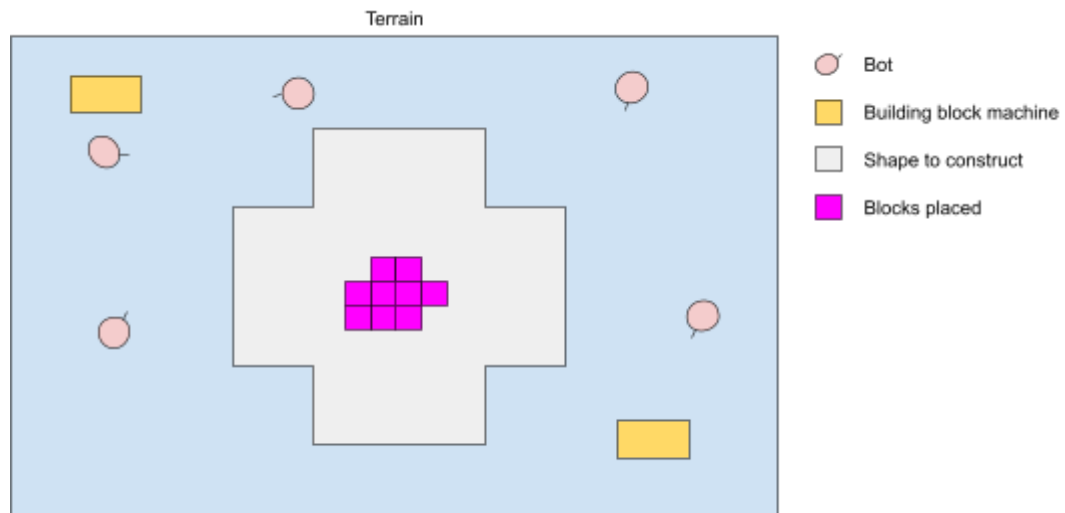 Terrain
Bot
Building block machine
Shape to construct
Blocks placed